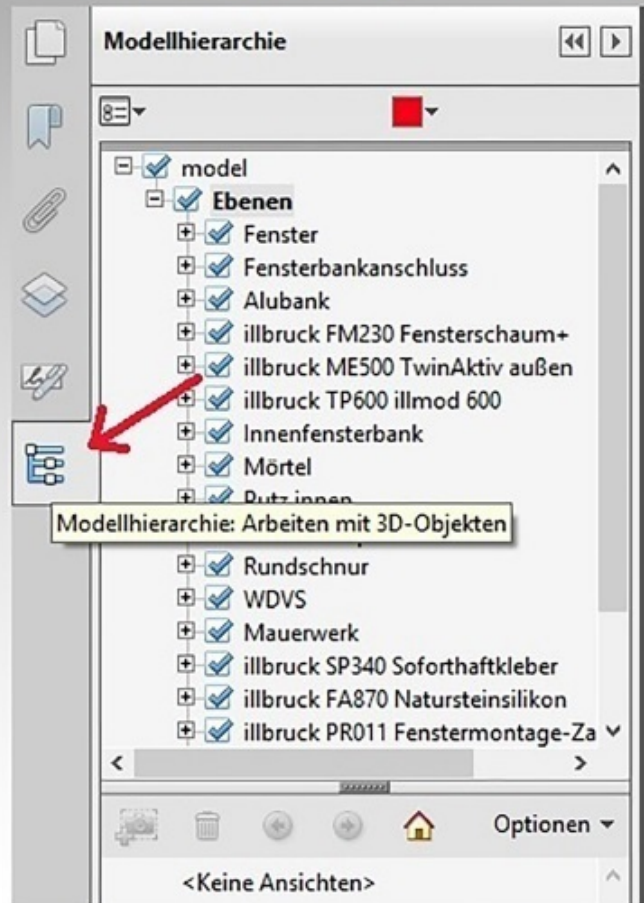 Modellhierarchie
model
Ebenen
Fenster
Fensterbankanschluss
Alubank
illbruck FM230 Fensterschaum+
illbruck ME500 TwinAktiv außen
illbruck TP600 illmod 600
Innenfensterbank
Mörtel
Putz innen
Modellhierarchie: Arbeiten mit 3D-Objekten
Rundschnur
WDVS
Mauerwerk
illbruck SP340 Soforthaftkleber
illbruck FA870 Natursteinsilikon
illbruck PR011 Fenstermontage-Za
Optionen
<Keine Ansichten>